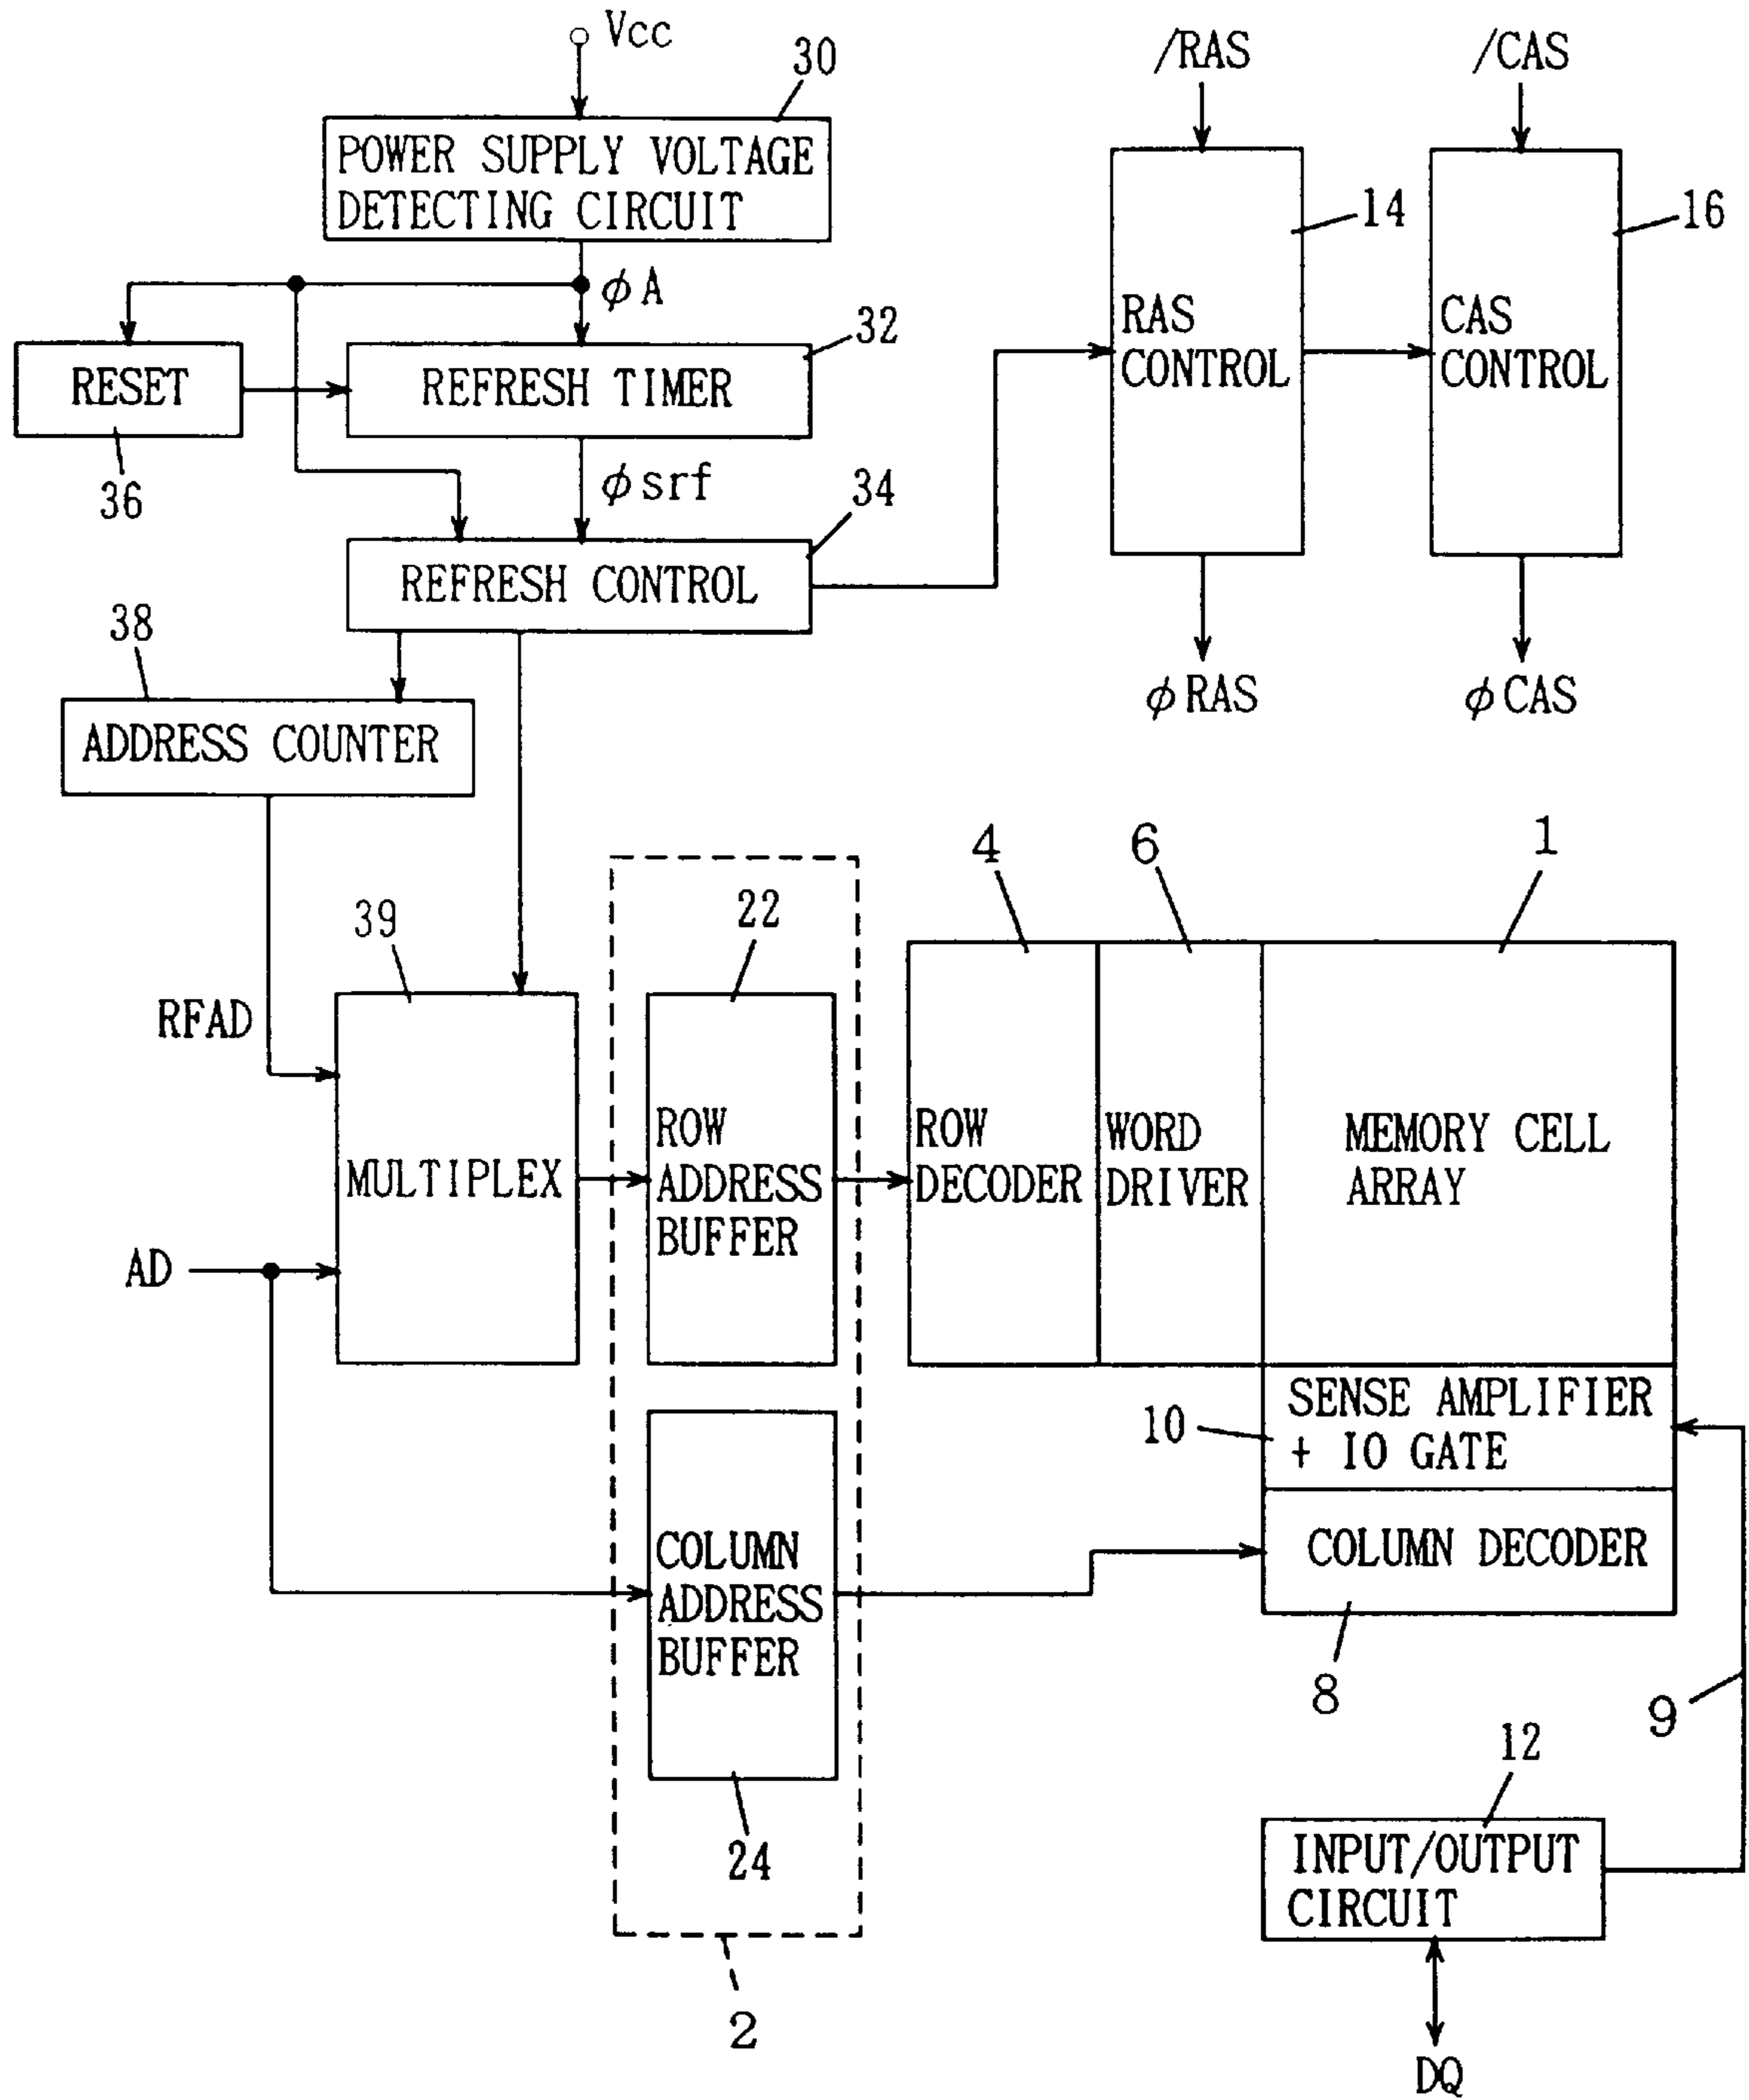 Vcc
30
POWER SUPPLY VOLTAGE
DETECTING CIRCUIT
/RAS
/CAS
14
16
φA
RESET
36
32
REFRESH TIMER
RAS
CONTROL
CAS
CONTROL
φsrf
34
REFRESH CONTROL
φRAS
φCAS
38
ADDRESS COUNTER
RFAD
39
MULTIPLEX
AD
22
ROW
ADDRESS
BUFFER
4
6
1
ROW
DECODER
WORD
DRIVER
MEMORY CELL
ARRAY
10
SENSE AMPLIFIER
+ IO GATE
COLUMN
ADDRESS
BUFFER
24
2
COLUMN DECODER
8
9
12
INPUT/OUTPUT
CIRCUIT
DQ